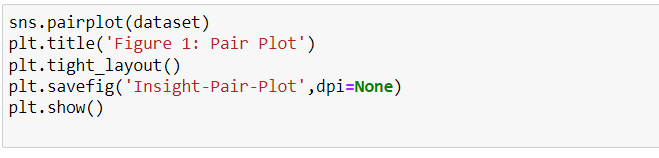 sns.pairplot(dataset)
plt.title('Figure 1: Pair Plot')
plt.tight_layout()
plt.savefig('Insight-Pair-Plot',dpi=None)
plt.show()